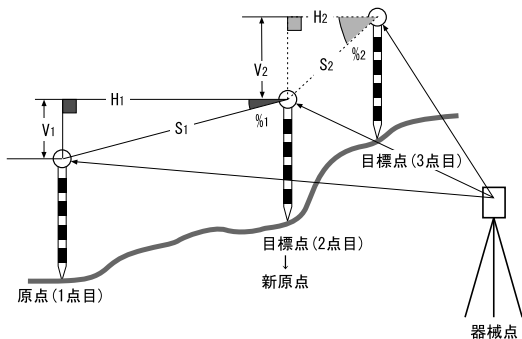 H2
V2
S2
%2
H1
V1
S1
%1
目標点(3点目)
目標点(2点目)
↓
新原点
原点(1点目)
器械点